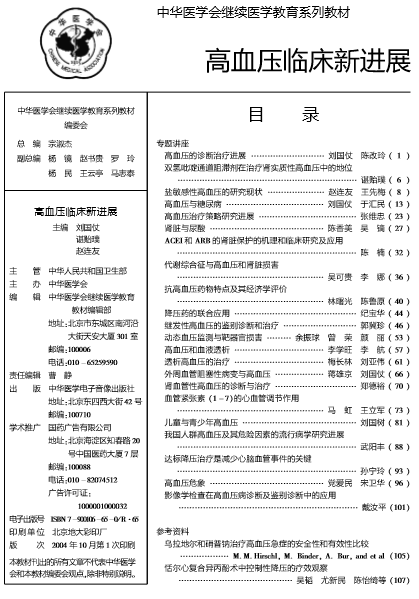 中华医学会继续医学教育系列教材
高血压临床新进展
中华医学会继续医学教育系列教材
编委会
总 编 宗淑杰
副总编 杨 镜 赵书贵 罗 玲
杨 民 王云亭 马志泰
高血压临床新进展
主编 刘国仗
谌贻璞
赵连友
主 管 中华人民共和国卫生部
主 办 中华医学会
编 辑 中华医学会继续医学教育
教材编辑部
地址:北京市东城区南河沿
大街天安大厦 301 室
邮编:100006
电话:010-65259590
责任编辑 曹 静
出 版 中华医学电子音像出版社
地址:北京东四西大街 42 号
邮编:100710
学术推广 国药广告有限公司
地址:北京海淀区知春路 20
号中国医药大厦 7 层
邮编:100088
电话:010-82074512
广告许可证:
1000001000032
电子出版号 ISBN 7-900106-65-0/R·65
印刷单位 北京地大彩印厂
版 次 2004 年 10 月第 1 次印刷
本教材刊出的所有文章不代表中华医学
会和本教材编委会观点,除非特别说明。
目 录
专题讲座
高血压的诊断治疗进展 …… 刘国仗 陈改玲 ( 1 )
双氢吡啶通道阻滞剂在治疗肾实质性高血压中的地位
…… 谌贻璞 ( 6 )
盐敏感性高血压的研究现状 …… 赵连友 王先梅 ( 8 )
高血压与糖尿病 …… 刘国仗 于汇民 (13)
高血压治疗策略研究进展 …… 张维忠 (23)
肾脏与尿酸 …… 陈香美 吴 镝 (27)
ACEI 和 ARB 的肾脏保护的机理和临床研究及应用
…… 陈 楠 (32)
代谢综合征与高血压和肾脏损害
…… 吴可贵 李 娜 (36)
抗高血压药物特点及其经济学评价
…… 林曙光 陈鲁原 (40)
降压药的联合应用 …… 纪宝华 (44)
继发性高血压的鉴别诊断和治疗 …… 郭冀珍 (46)
动态血压监测与靶器官损害 …… 余振球 曾 荣 颜 丽 (53)
高血压和血液透析 …… 李学旺 李 航 (57)
透析高血压的治疗 …… 梅长林 刘亚伟 (61)
外周血管阻塞性病变与高血压 …… 蒋雄京 刘国仗 (66)
肾血管性高血压的诊断与治疗 …… 郑德裕 (70)
血管紧张素 (1-7)的心血管调节作用
…… 马 虹 王立军 (73)
儿童与青少年高血压 …… 刘国树 (81)
我国人群高血压及其危险因素的流行病学研究进展
…… 武阳丰 (88)
达标降压治疗是减少心脑血管事件的关键
…… 孙宁玲 (93)
高血压危象 …… 党爱民 宋卫华 (96)
影像学检查在高血压病诊断及鉴别诊断中的应用
…… 戴汝平 (101)
参考资料
乌拉地尔和硝普钠治疗高血压急症的安全性和有效性比较
…… M. M. Hirschl, M. Binder, A. Bur, and et al (105)
恬尔心复合异丙酚术中控制性降压的疗效观察
…… 吴韬 尤新民 陈怡绮等 (107)